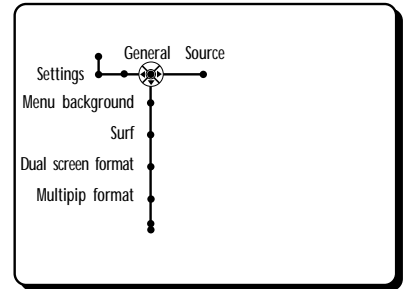 General Source
Settings
Menu background
Surf
Dual screen format
Multipip format